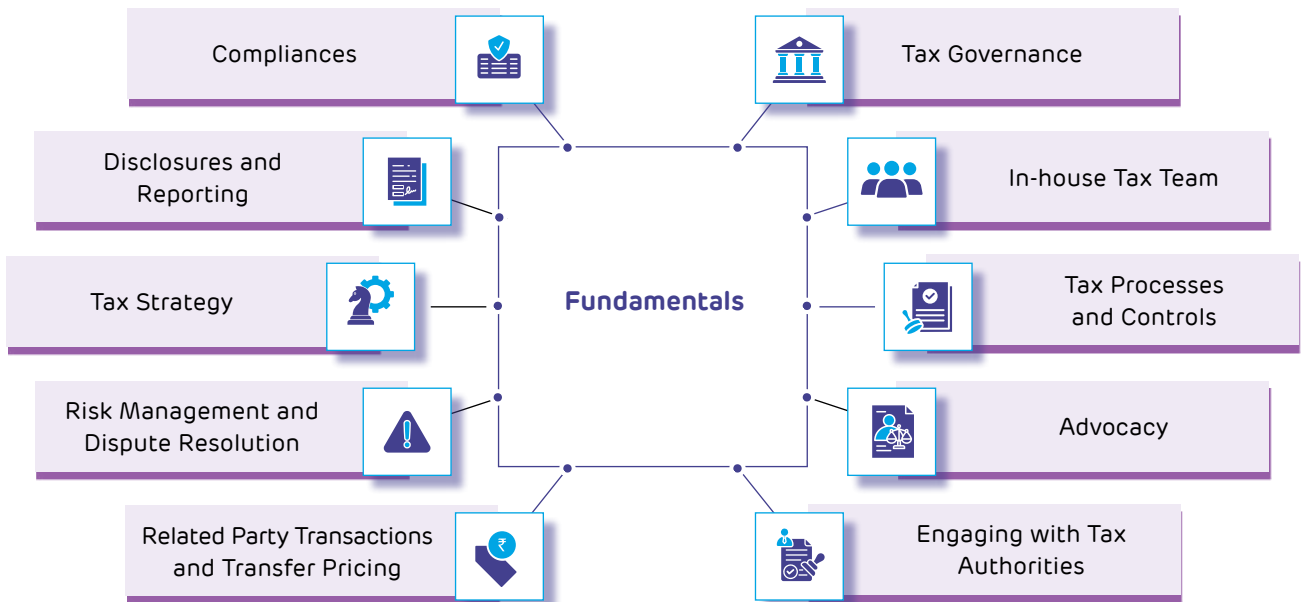 Compliances
Tax Governance
Disclosures and
Reporting
In-house Tax Team
Tax Strategy
Fundamentals
Tax Processes
and Controls
Risk Management and
Dispute Resolution
Advocacy
Related Party Transactions
and Transfer Pricing
₹
Engaging with Tax
Authorities